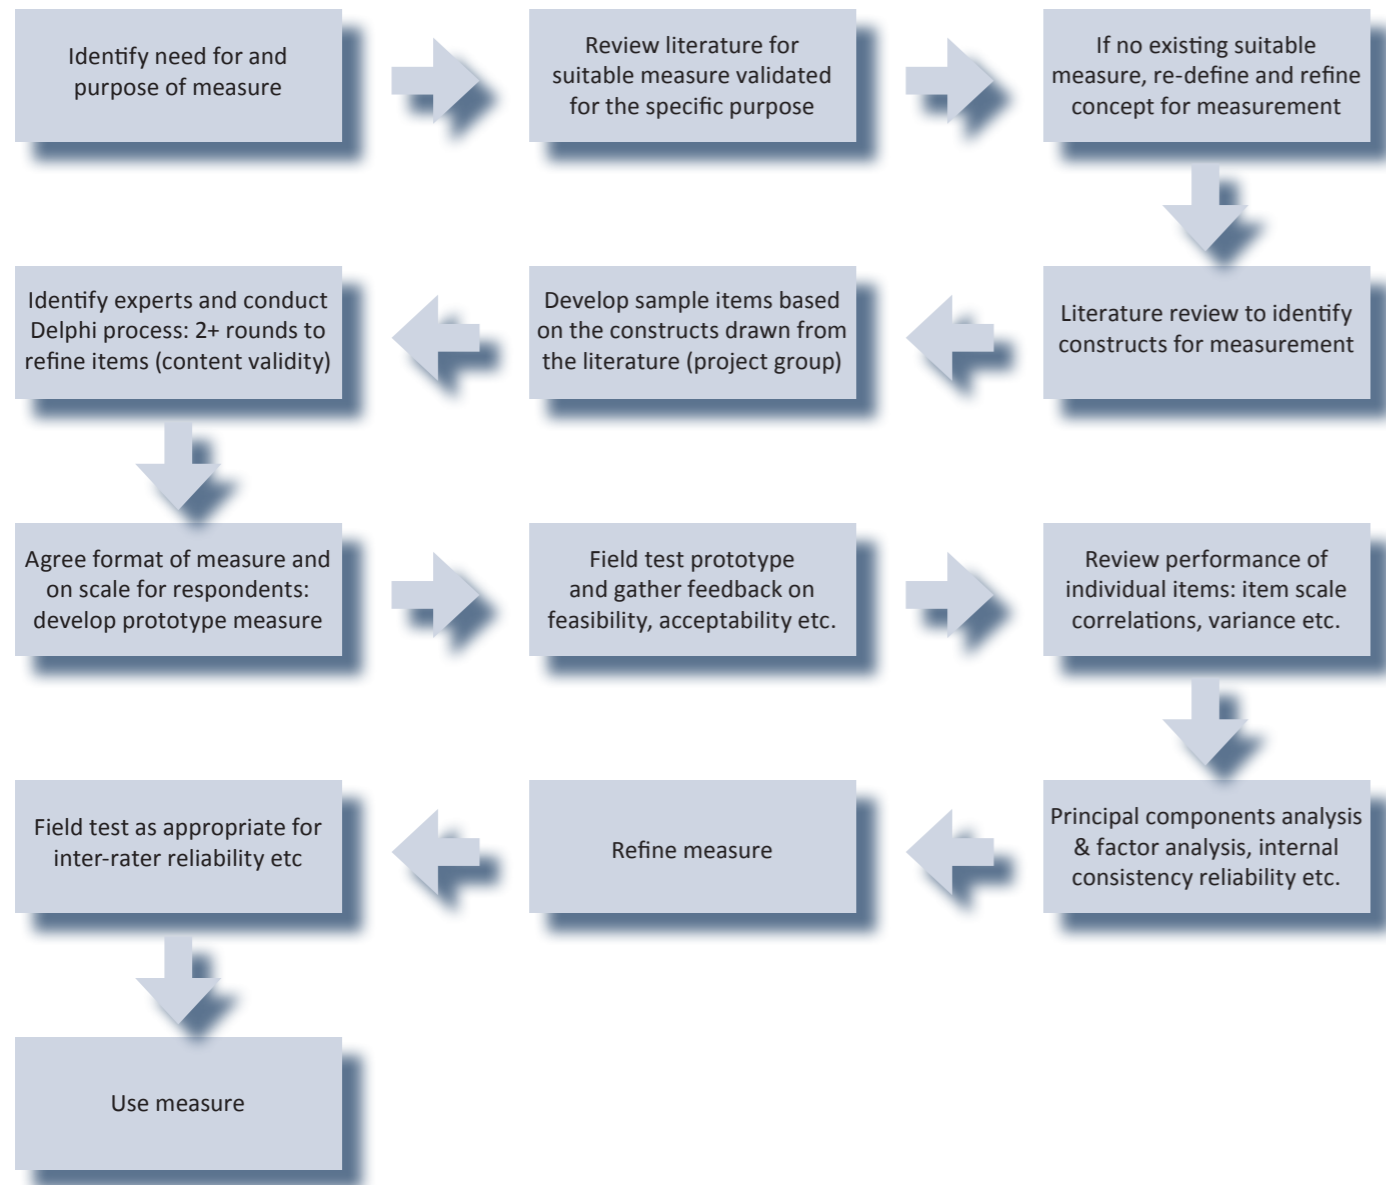 Identify need for and
purpose of measure
Review literature for
suitable measure validated
for the specific purpose
If no existing suitable
measure, re-define and refine
concept for measurement
Literature review to identify
constructs for measurement
Develop sample items based
on the constructs drawn from
the literature (project group)
Identify experts and conduct
Delphi process: 2+ rounds to
refine items (content validity)
Agree format of measure and
on scale for respondents:
develop prototype measure
Field test prototype
and gather feedback on
feasibility, acceptability etc.
Review performance of
individual items: item scale
correlations, variance etc.
Principal components analysis
& factor analysis, internal
consistency reliability etc.
Refine measure
Field test as appropriate for
inter-rater reliability etc
Use measure